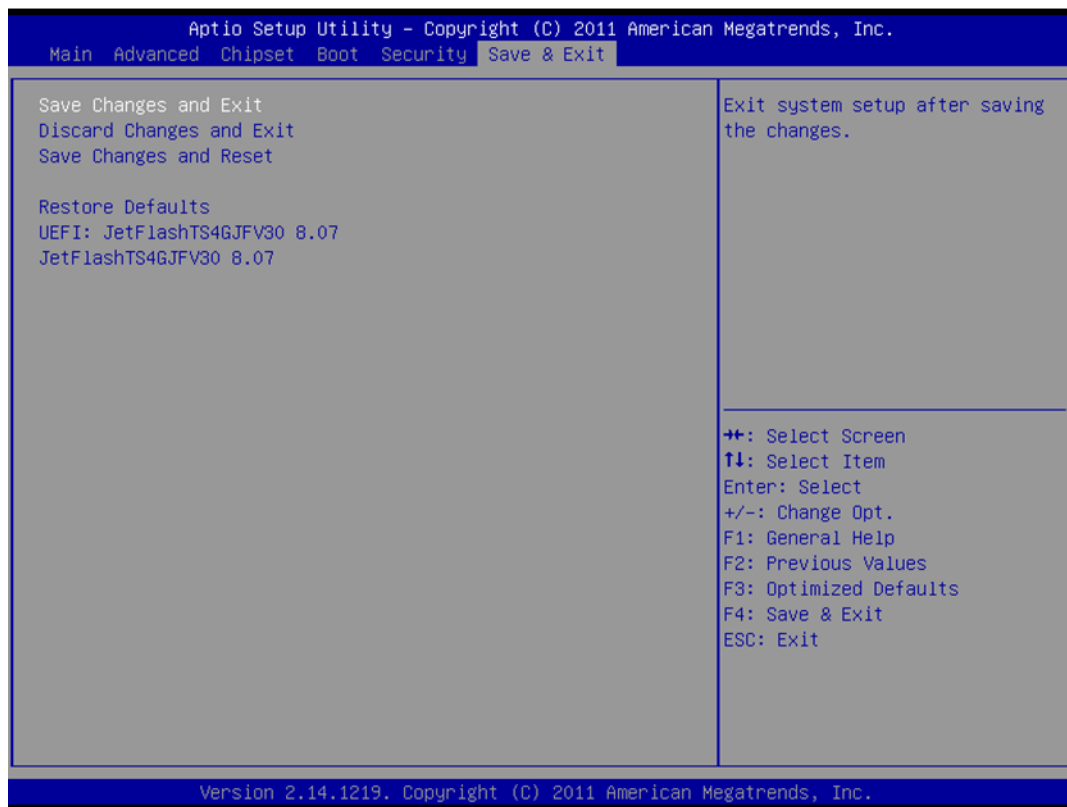 Aptio Setup Utility – Copyright (C) 2011 American Megatrends, Inc.
Main Advanced Chipset Boot Security Save & Exit
Save Changes and Exit
Discard Changes and Exit
Save Changes and Reset
Restore Defaults
UEFI: JetFlashTS4GJFV30 8.07
JetFlashTS4GJFV30 8.07
Exit system setup after saving
the changes.
→←: Select Screen
↑↓: Select Item
Enter: Select
+/-: Change Opt.
F1: General Help
F2: Previous Values
F3: Optimized Defaults
F4: Save & Exit
ESC: Exit
Version 2.14.1219. Copyright (C) 2011 American Megatrends, Inc.